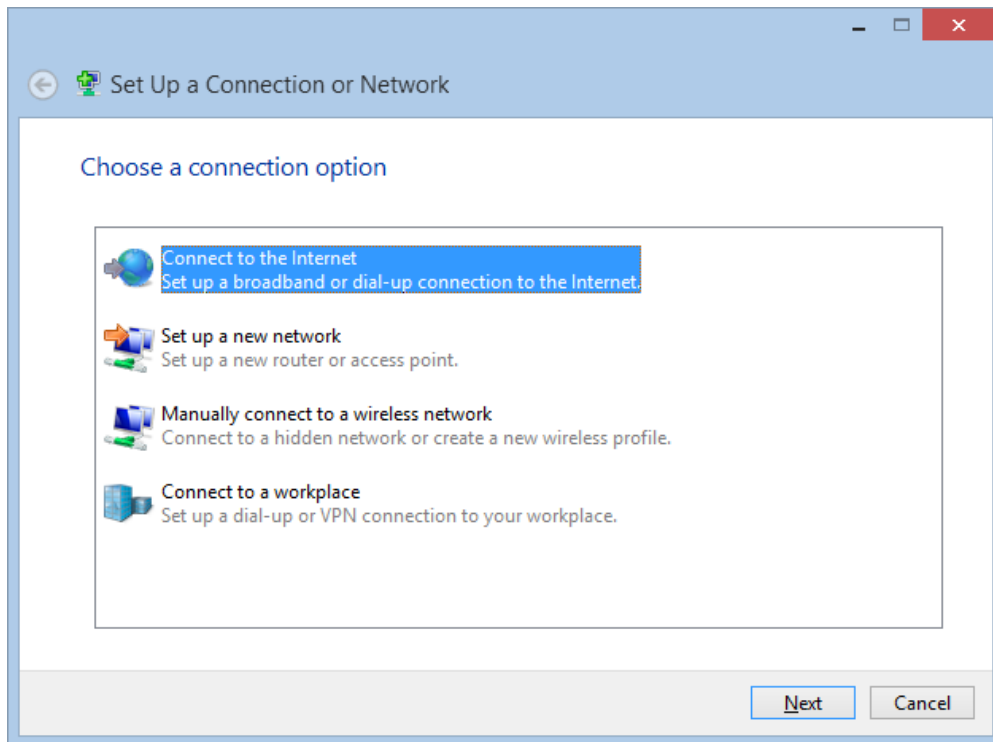 Set Up a Connection or Network
Choose a connection option
Connect to the Internet
Set up a broadband or dial-up connection to the Internet.
Set up a new network
Set up a new router or access point.
Manually connect to a wireless network
Connect to a hidden network or create a new wireless profile.
Connect to a workplace
Set up a dial-up or VPN connection to your workplace.
Next Cancel